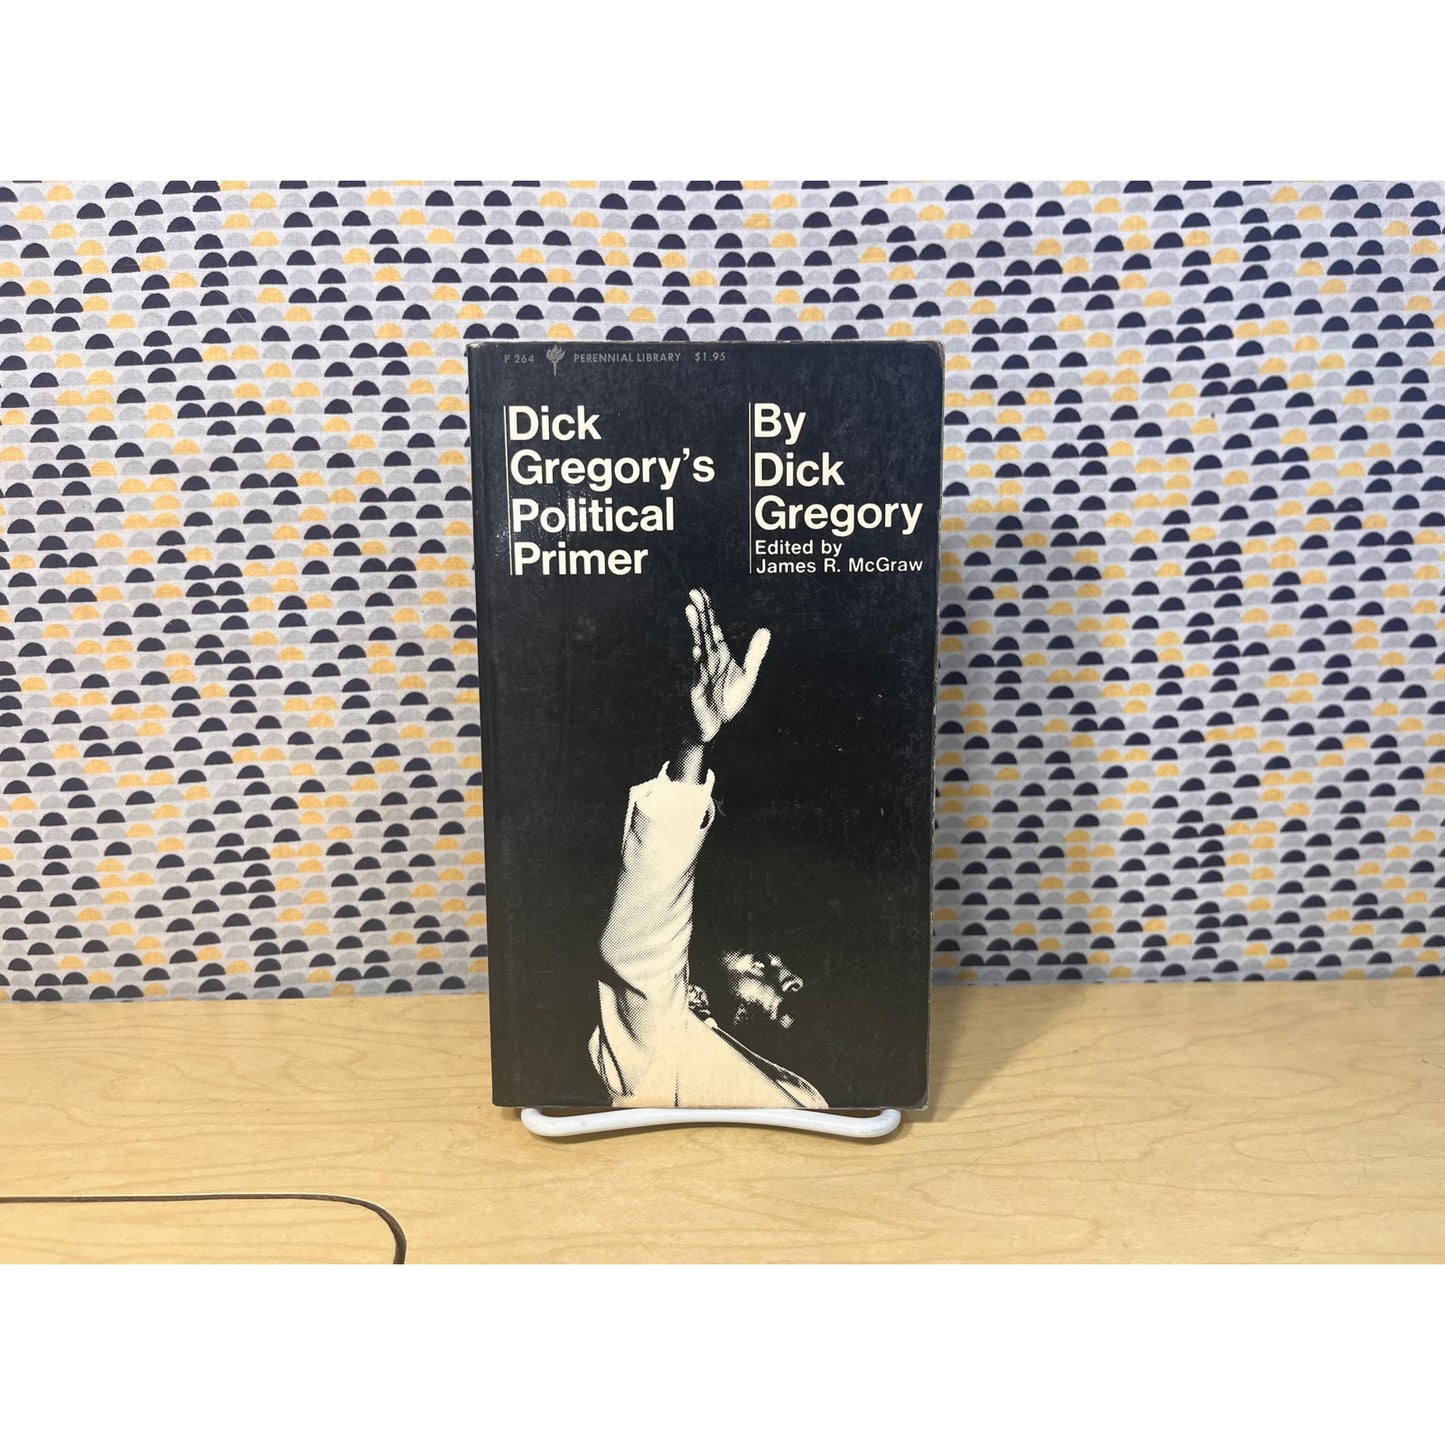 P 264 PERENNIAL LIBRARY $1.95
Dick
Gregory's
Political
Primer
By
Dick
Gregory
Edited by
James R. McGraw